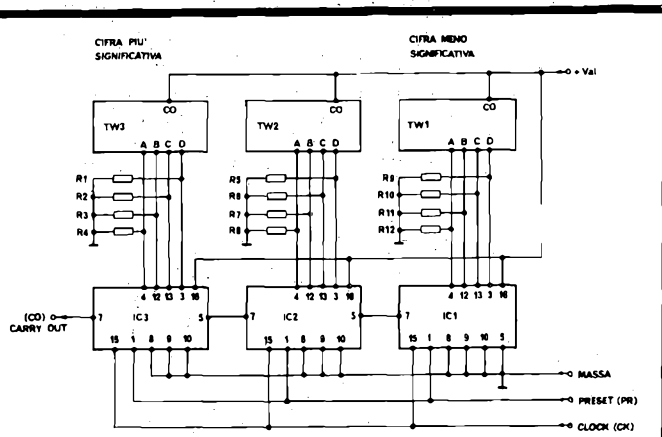 CIFRA PIU'
SIGNIFICATIVA
CIFRA MENO
SIGNIFICATIVA
+ Val
CO
CO
CO
TW3
TW2
TW1
A B C D
A B C D
A B C D
R1
R2
R3
R4
R5
R6
R7
R8
R9
R10
R11
R12
4 12 13 3 16
4 12 13 3 16
4 12 13 3 16
(CO)
CARRY OUT
7 IC3 5
7 IC2 5
7 IC1
15 1 8 9 10
15 1 8 9 10
15 1 8 9 10 5
MASSA
PRESET (PR)
CLOCK (CK)